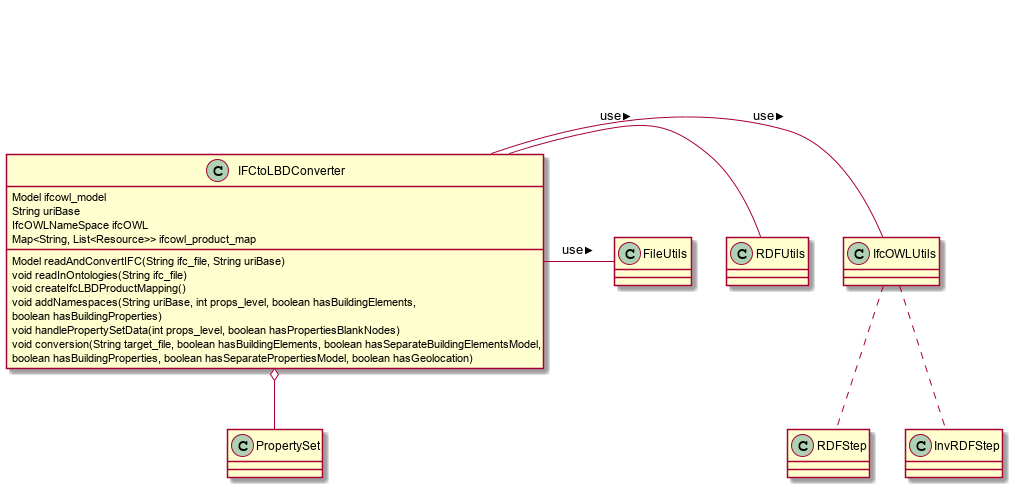 use▶
use▶
C IFCtoLBDConverter
Model ifcowl_model
String uriBase
IfcOWLNameSpace ifcOWL
Map<String, List<Resource>> ifcowl_product_map
Model readAndConvertIFC(String ifc_file, String uriBase)
void readInOntologies(String ifc_file)
void createIfcLBDProductMapping()
void addNamespaces(String uriBase, int props_level, boolean hasBuildingElements,
boolean hasBuildingProperties)
void handlePropertySetData(int props_level, boolean hasPropertiesBlankNodes)
void conversion(String target_file, boolean hasBuildingElements, boolean hasSeparateBuildingElementsModel,
boolean hasBuildingProperties, boolean hasSeparatePropertiesModel, boolean hasGeolocation)
use▶
C FileUtils
C RDFUtils
C IfcOWLUtils
C PropertySet
C RDFStep
C InvRDFStep